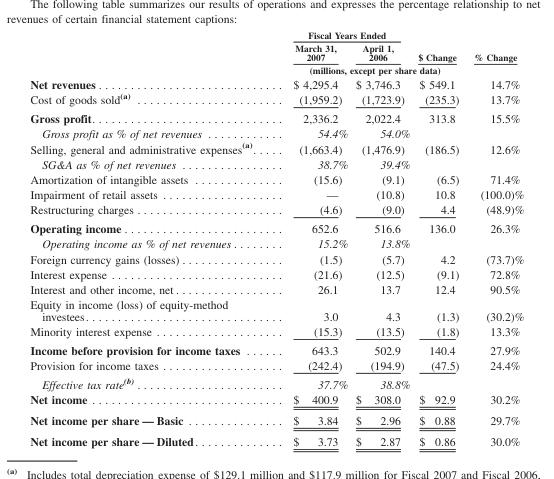 The following table summarizes our results of operations and expresses the percentage relationship to net
revenues of certain financial statement captions:
Fiscal Years Ended
March 31, 2007 April 1, 2006 $ Change % Change
(millions, except per share data)
Net revenues $ 4,295.4 $ 3,746.3 $ 549.1 14.7%
Cost of goods sold(a) (1,959.2) (1,723.9) (235.3) 13.7%
Gross profit 2,336.2 2,022.4 313.8 15.5%
Gross profit as % of net revenues 54.4% 54.0%
Selling, general and administrative expenses(a) (1,663.4) (1,476.9) (186.5) 12.6%
SG&A as % of net revenues 38.7% 39.4%
Amortization of intangible assets (15.6) (9.1) (6.5) 71.4%
Impairment of retail assets — (10.8) 10.8 (100.0)%
Restructuring charges (4.6) (9.0) 4.4 (48.9)%
Operating income 652.6 516.6 136.0 26.3%
Operating income as % of net revenues 15.2% 13.8%
Foreign currency gains (losses) (1.5) (5.7) 4.2 (73.7)%
Interest expense (21.6) (12.5) (9.1) 72.8%
Interest and other income, net 26.1 13.7 12.4 90.5%
Equity in income (loss) of equity-method
investees 3.0 4.3 (1.3) (30.2)%
Minority interest expense (15.3) (13.5) (1.8) 13.3%
Income before provision for income taxes 643.3 502.9 140.4 27.9%
Provision for income taxes (242.4) (194.9) (47.5) 24.4%
Effective tax rate(b) 37.7% 38.8%
Net income $ 400.9 $ 308.0 $ 92.9 30.2%
Net income per share — Basic $ 3.84 $ 2.96 $ 0.88 29.7%
Net income per share — Diluted $ 3.73 $ 2.87 $ 0.86 30.0%
(a) Includes total depreciation expense of $129.1 million and $117.9 million for Fiscal 2007 and Fiscal 2006,